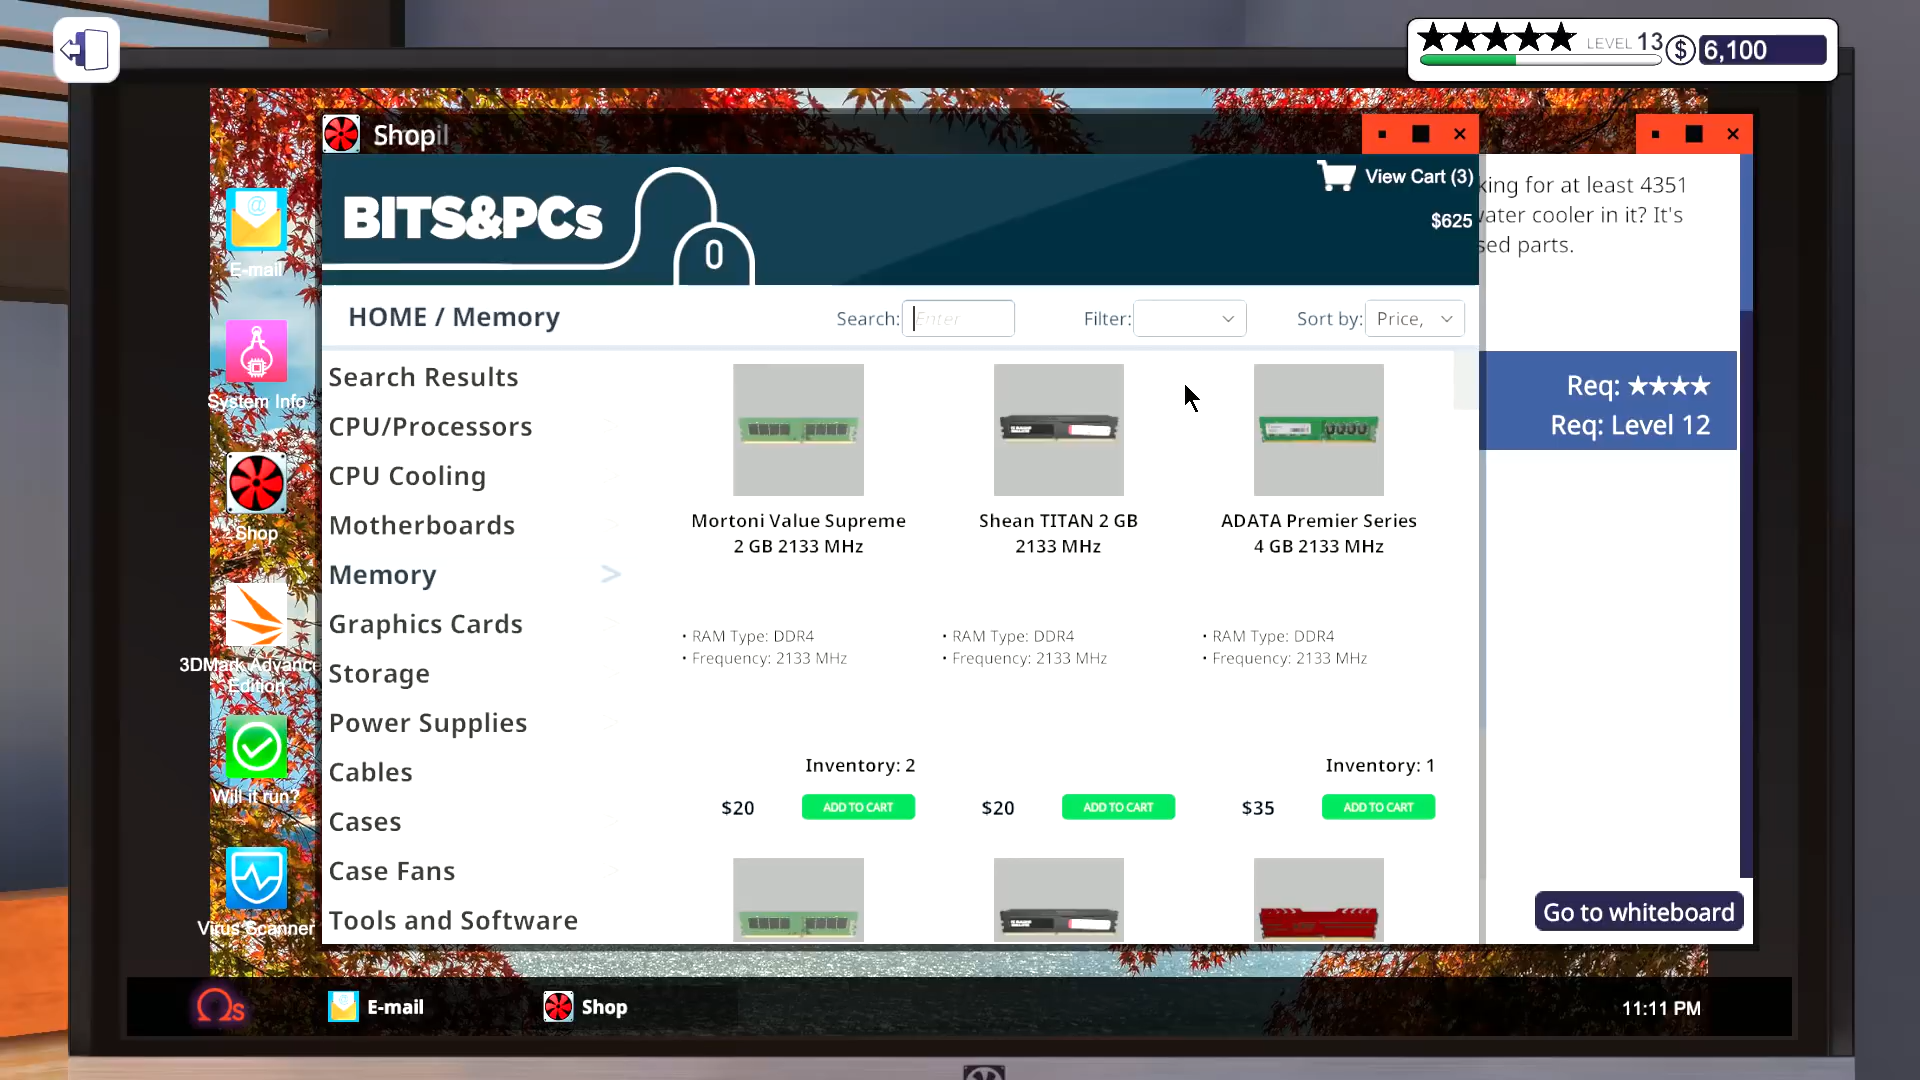 LEVEL 13
$ 6,100
Shop
View Cart (3)
$625
BITS&PCs
HOME / Memory
Search: Enter
Filter:
Sort by: Price,
king for at least 4351
vater cooler in it? It's
sed parts.
Req: ★★★★
Req: Level 12
Search Results
CPU/Processors
CPU Cooling
Motherboards
Memory >
Graphics Cards
Storage
Power Supplies
Cables
Cases
Case Fans
Tools and Software
Mortoni Value Supreme
2 GB 2133 MHz
• RAM Type: DDR4
• Frequency: 2133 MHz
Inventory: 2
$20
ADD TO CART
Shean TITAN 2 GB
2133 MHz
• RAM Type: DDR4
• Frequency: 2133 MHz
$20
ADD TO CART
ADATA Premier Series
4 GB 2133 MHz
• RAM Type: DDR4
• Frequency: 2133 MHz
Inventory: 1
$35
ADD TO CART
Go to whiteboard
E-mail
System Info
Shop
3DMark Advance
Edition
Will it run?
Virus Scanner
Ωs
E-mail
Shop
11:11 PM